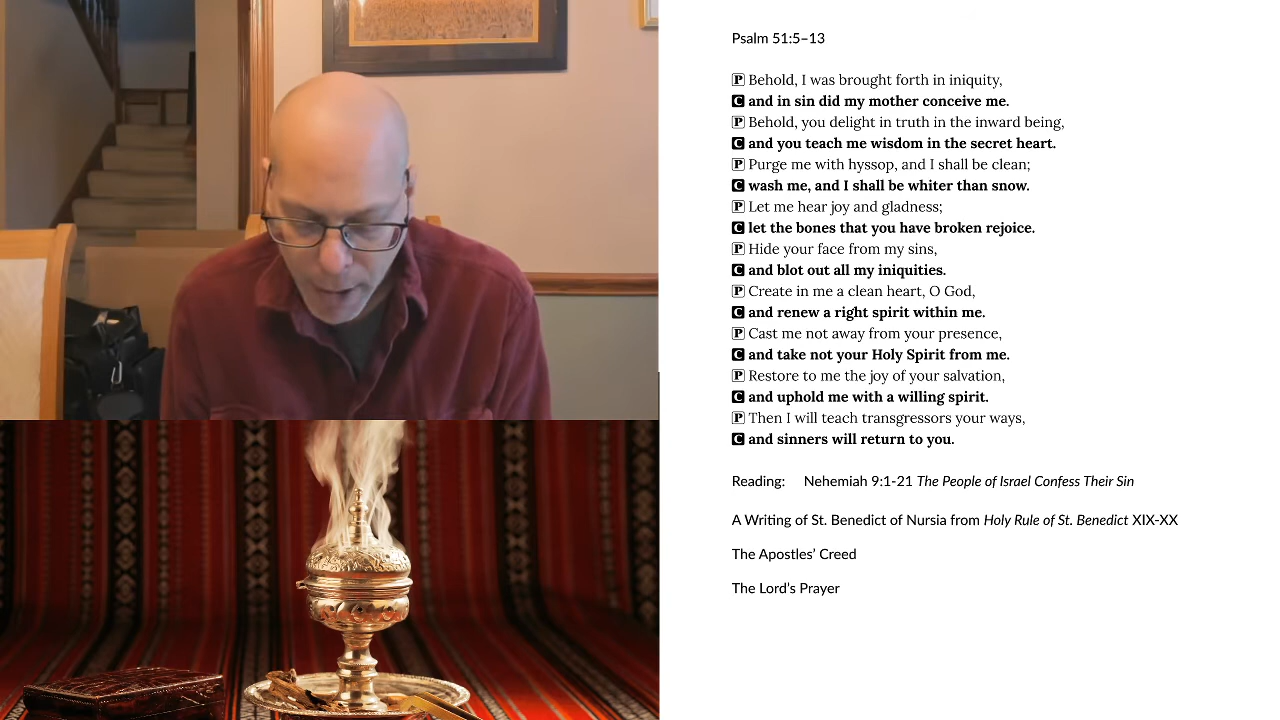 Psalm 51:5–13
P Behold, I was brought forth in iniquity,
C and in sin did my mother conceive me.
P Behold, you delight in truth in the inward being,
C and you teach me wisdom in the secret heart.
P Purge me with hyssop, and I shall be clean;
C wash me, and I shall be whiter than snow.
P Let me hear joy and gladness;
C let the bones that you have broken rejoice.
P Hide your face from my sins,
C and blot out all my iniquities.
P Create in me a clean heart, O God,
C and renew a right spirit within me.
P Cast me not away from your presence,
C and take not your Holy Spirit from me.
P Restore to me the joy of your salvation,
C and uphold me with a willing spirit.
P Then I will teach transgressors your ways,
C and sinners will return to you.
Reading: Nehemiah 9:1-21 The People of Israel Confess Their Sin
A Writing of St. Benedict of Nursia from Holy Rule of St. Benedict XIX-XX
The Apostles’ Creed
The Lord’s Prayer